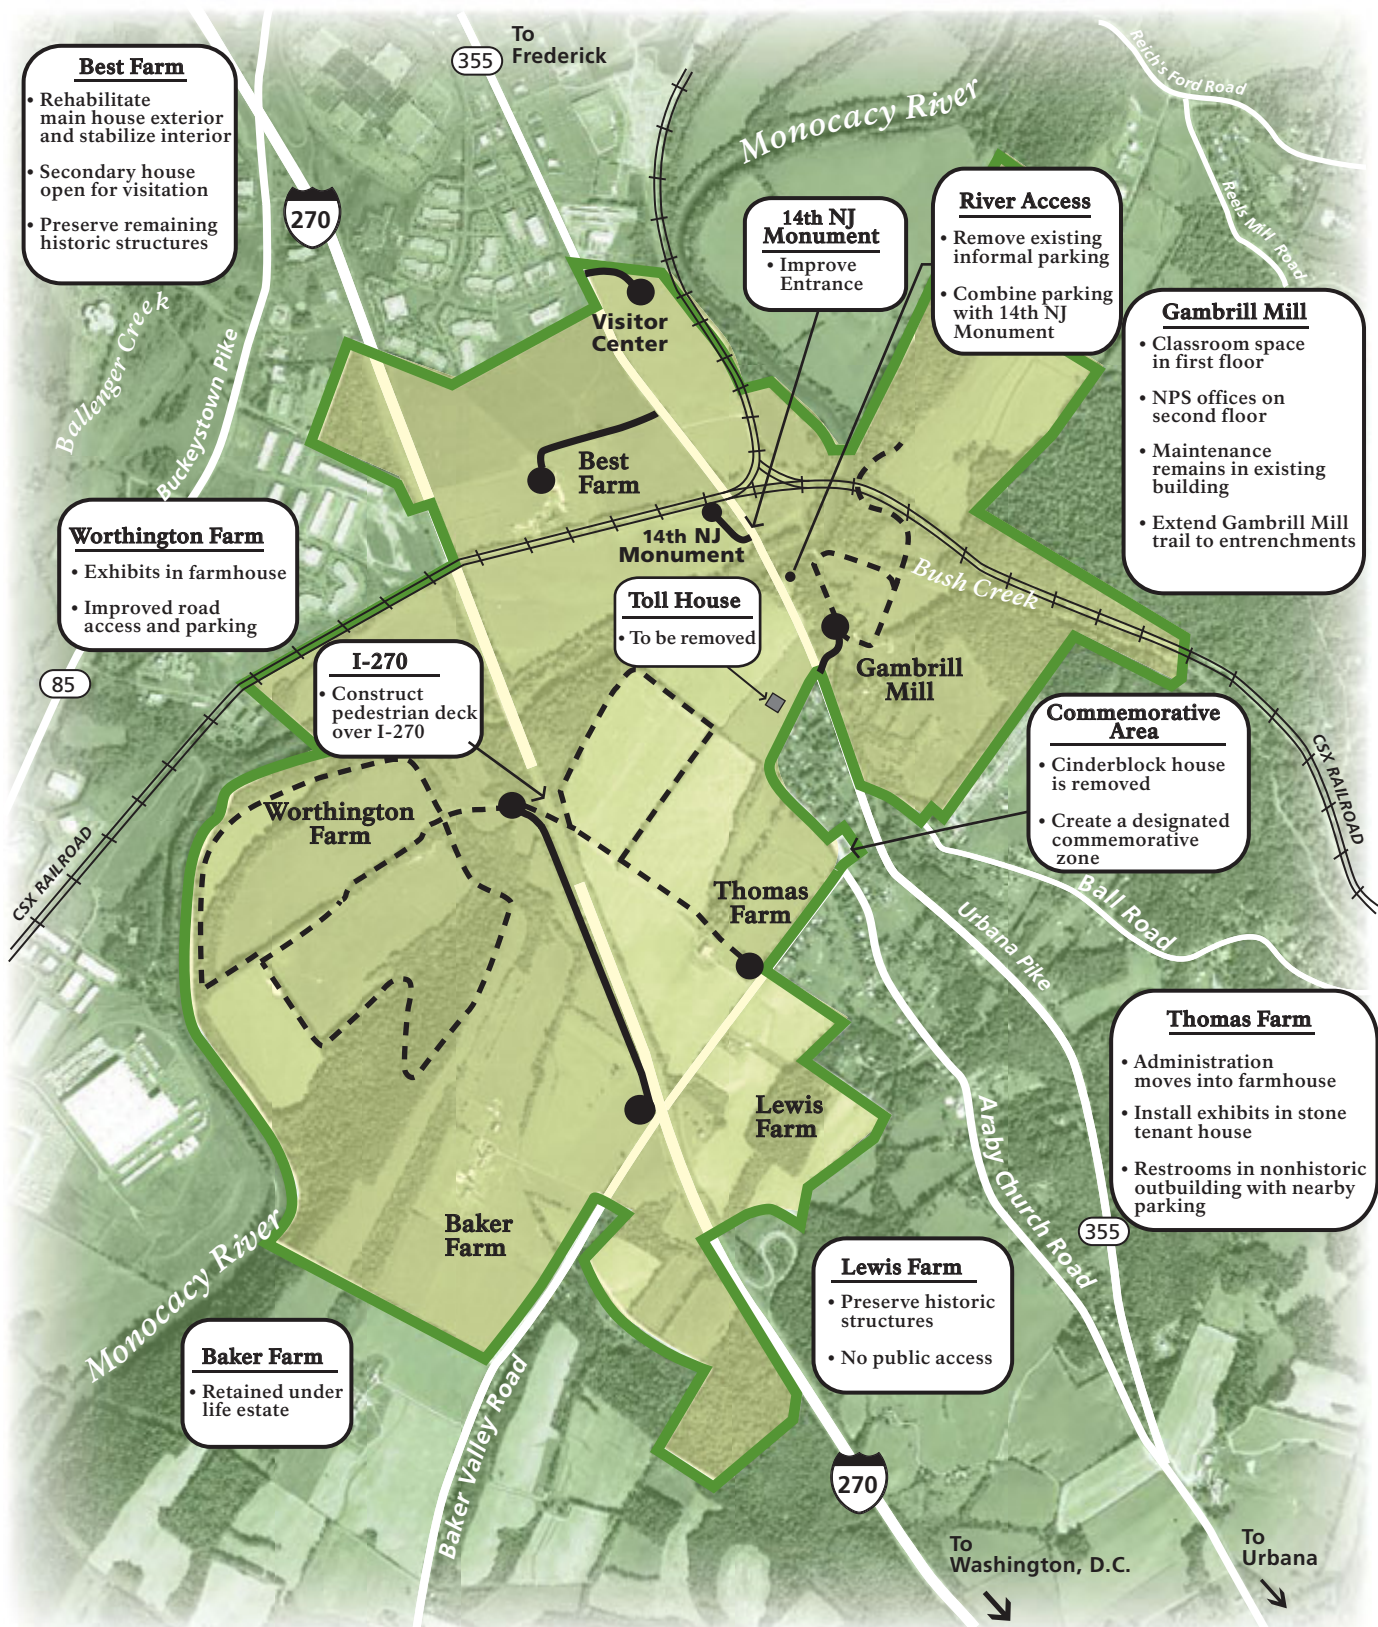 To
Frederick
355
Reich's Ford Road
Best Farm
• Rehabilitate
main house exterior
and stabilize interior
• Secondary house
open for visitation
• Preserve remaining
historic structures
Monocacy River
270
River Access
• Remove existing
informal parking
• Combine parking
with 14th NJ
Monument
14th NJ
Monument
• Improve
Entrance
Reels Mill Road
Gambrill Mill
• Classroom space
in first floor
• NPS offices on
second floor
• Maintenance
remains in existing
building
• Extend Gambrill Mill
trail to entrenchments
Visitor
Center
Ballenger Creek
Buckeystown Pike
Best
Farm
14th NJ
Monument
Worthington Farm
• Exhibits in farmhouse
• Improved road
access and parking
Bush Creek
Toll House
• To be removed
85
I-270
• Construct
pedestrian deck
over I-270
Gambrill
Mill
Commemorative
Area
• Cinderblock house
is removed
• Create a designated
commemorative
zone
CSX RAILROAD
Worthington
Farm
CSX RAILROAD
Thomas
Farm
Ball Road
Urbana Pike
Thomas Farm
• Administration
moves into farmhouse
• Install exhibits in stone
tenant house
• Restrooms in nonhistoric
outbuilding with nearby
parking
Lewis
Farm
Araby Church Road
355
Baker
Farm
Monocacy River
Lewis Farm
• Preserve historic
structures
• No public access
Baker Farm
• Retained under
life estate
Baker Valley Road
270
To
Washington, D.C.
To
Urbana